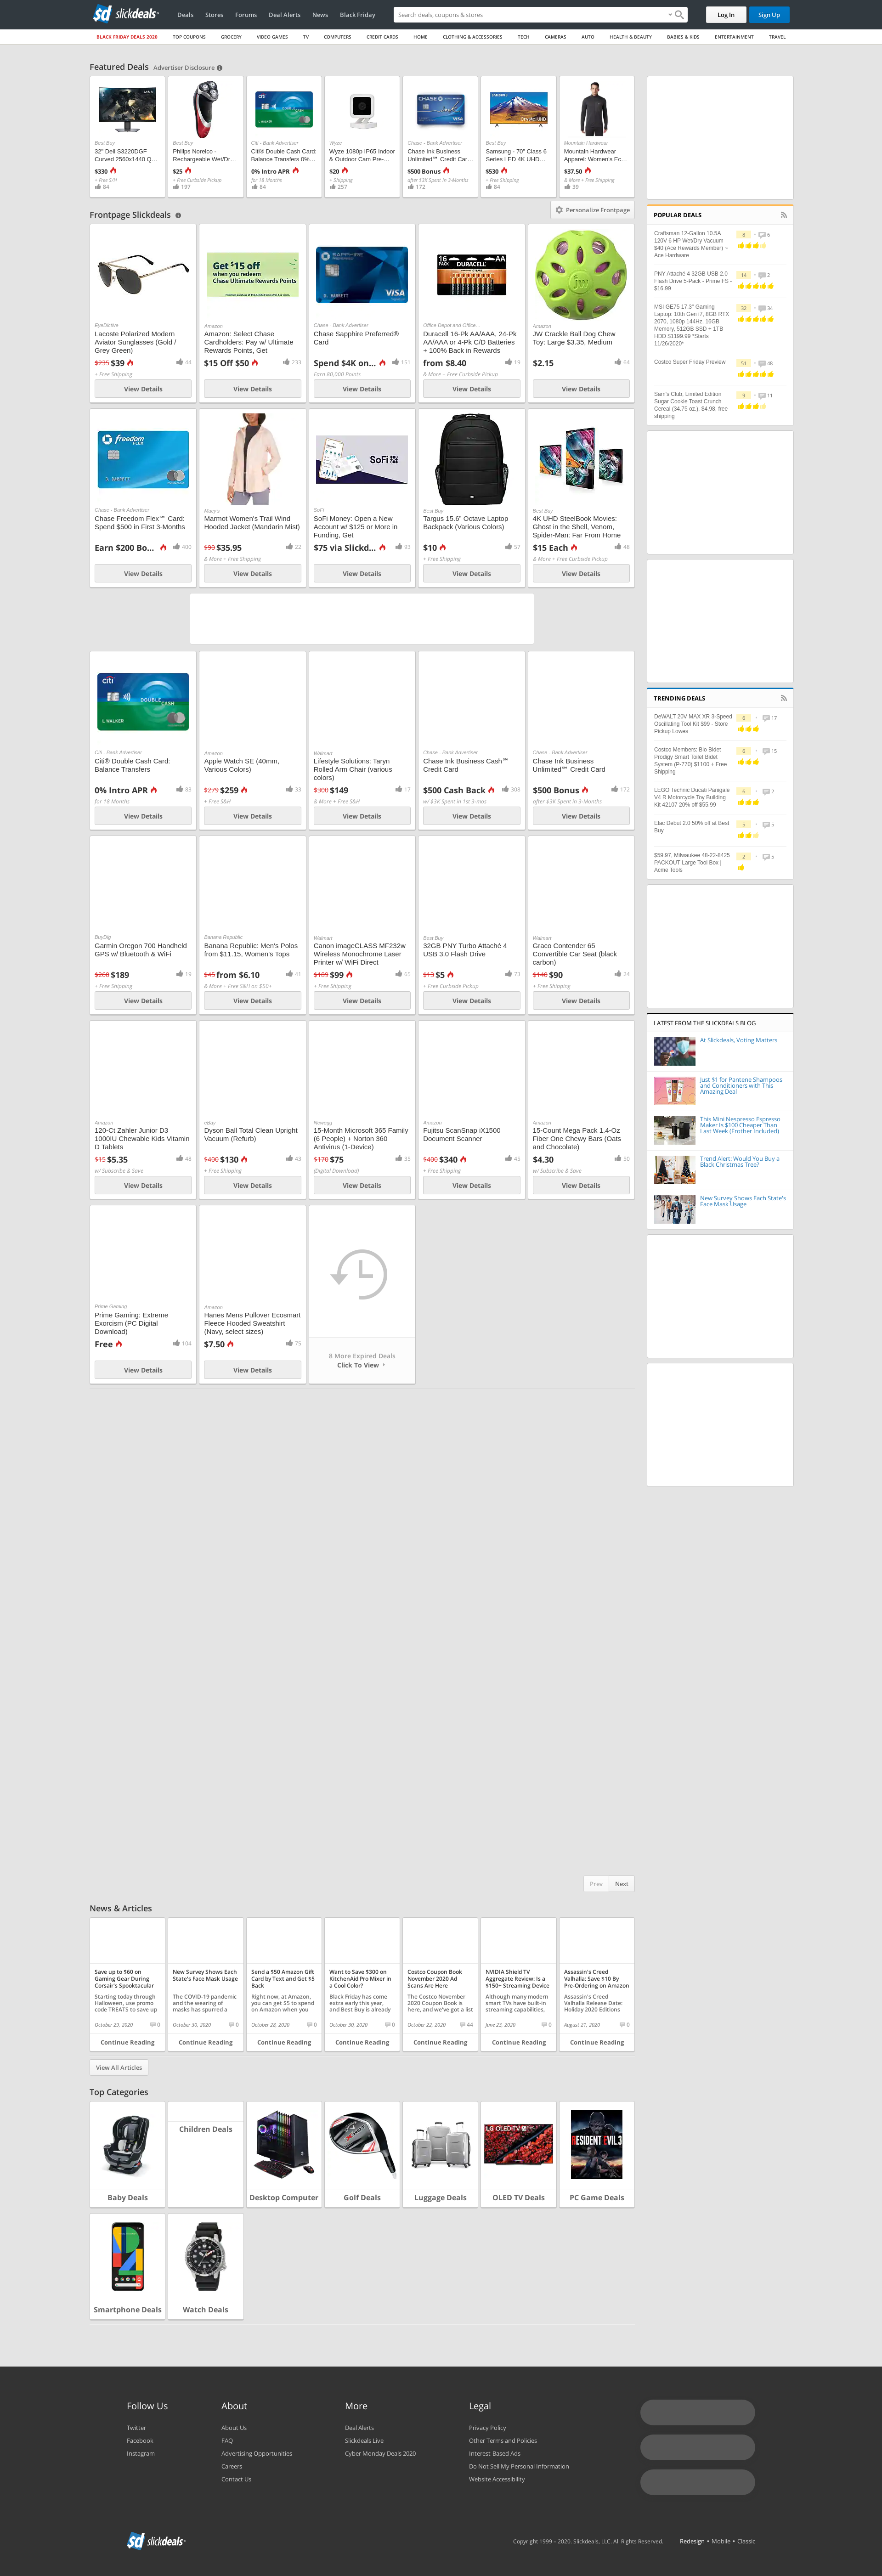 slickdeals
Deals
Stores
Forums
Deal Alerts
News
Black Friday
Search deals, coupons & stores
Log In
Sign Up
BLACK FRIDAY DEALS 2020
TOP COUPONS
GROCERY
VIDEO GAMES
TV
COMPUTERS
CREDIT CARDS
HOME
CLOTHING & ACCESSORIES
TECH
CAMERAS
AUTO
HEALTH & BEAUTY
BABIES & KIDS
ENTERTAINMENT
TRAVEL
Featured Deals
Advertiser Disclosure
Best Buy
32" Dell S3220DGF
Curved 2560x1440 Q...
$330
+ Free S/H
84
Best Buy
Philips Norelco -
Rechargeable Wet/Dr...
$25
+ Free Curbside Pickup
197
Citi - Bank Advertiser
Citi® Double Cash Card:
Balance Transfers 0%...
0% Intro APR
for 18 Months
84
Wyze
Wyze 1080p IP65 Indoor
& Outdoor Cam Pre-...
$20
+ Shipping
257
Chase - Bank Advertiser
Chase Ink Business
Unlimited℠ Credit Car...
$500 Bonus
after $3K Spent in 3-Months
172
Best Buy
Samsung - 70" Class 6
Series LED 4K UHD...
$530
+ Free Shipping
84
Mountain Hardwear
Mountain Hardwear
Apparel: Women's Ec...
$37.50
& More + Free Shipping
39
Frontpage Slickdeals
Personalize Frontpage
EyeDictive
Lacoste Polarized Modern
Aviator Sunglasses (Gold /
Grey Green)
$235 $39
44
+ Free Shipping
View Details
Get $15 off
when you redeem
Chase Ultimate Rewards Points.
Amazon
Amazon: Select Chase
Cardholders: Pay w/ Ultimate
Rewards Points, Get
$15 Off $50
233
View Details
Chase - Bank Advertiser
Chase Sapphire Preferred®
Card
Spend $4K on...
151
Earn 80,000 Points
View Details
16 PACK
DURACELL
AA
Office Depot and Office...
Duracell 16-Pk AA/AAA, 24-Pk
AA/AAA or 4-Pk C/D Batteries
+ 100% Back in Rewards
from $8.40
19
& More + Free Curbside Pickup
View Details
Amazon
JW Crackle Ball Dog Chew
Toy: Large $3.35, Medium
$2.15
64
View Details
freedom
FLEX
Chase - Bank Advertiser
Chase Freedom Flex℠ Card:
Spend $500 in First 3-Months
Earn $200 Bo...
400
View Details
Macy's
Marmot Women's Trail Wind
Hooded Jacket (Mandarin Mist)
$90 $35.95
22
& More + Free Shipping
View Details
SoFi
SoFi
SoFi Money: Open a New
Account w/ $125 or More in
Funding, Get
$75 via Slickd...
93
View Details
Best Buy
Targus 15.6" Octave Laptop
Backpack (Various Colors)
$10
57
+ Free Shipping
View Details
Best Buy
4K UHD SteelBook Movies:
Ghost in the Shell, Venom,
Spider-Man: Far From Home
$15 Each
48
& More + Free Curbside Pickup
View Details
citi
DOUBLE
CASH
L WALKER
Citi - Bank Advertiser
Citi® Double Cash Card:
Balance Transfers
0% Intro APR
83
for 18 Months
View Details
Amazon
Apple Watch SE (40mm,
Various Colors)
$279 $259
33
+ Free S&H
View Details
Walmart
Lifestyle Solutions: Taryn
Rolled Arm Chair (various
colors)
$300 $149
17
& More + Free S&H
View Details
Chase - Bank Advertiser
Chase Ink Business Cash℠
Credit Card
$500 Cash Back
308
w/ $3K Spent in 1st 3-mos
View Details
Chase - Bank Advertiser
Chase Ink Business
Unlimited℠ Credit Card
$500 Bonus
172
after $3K Spent in 3-Months
View Details
BuyDig
Garmin Oregon 700 Handheld
GPS w/ Bluetooth & WiFi
$260 $189
19
+ Free Shipping
View Details
Banana Republic
Banana Republic: Men's Polos
from $11.15, Women's Tops
$45 from $6.10
41
& More + Free S&H on $50+
View Details
Walmart
Canon imageCLASS MF232w
Wireless Monochrome Laser
Printer w/ WiFi Direct
$189 $99
65
+ Free Shipping
View Details
Best Buy
32GB PNY Turbo Attaché 4
USB 3.0 Flash Drive
$13 $5
73
+ Free Curbside Pickup
View Details
Walmart
Graco Contender 65
Convertible Car Seat (black
carbon)
$140 $90
24
+ Free Shipping
View Details
Amazon
120-Ct Zahler Junior D3
1000IU Chewable Kids Vitamin
D Tablets
$15 $5.35
48
w/ Subscribe & Save
View Details
eBay
Dyson Ball Total Clean Upright
Vacuum (Refurb)
$400 $130
43
+ Free Shipping
View Details
Newegg
15-Month Microsoft 365 Family
(6 People) + Norton 360
Antivirus (1-Device)
$170 $75
35
(Digital Download)
View Details
Amazon
Fujitsu ScanSnap iX1500
Document Scanner
$400 $340
45
+ Free Shipping
View Details
Amazon
15-Count Mega Pack 1.4-Oz
Fiber One Chewy Bars (Oats
and Chocolate)
$4.30
50
w/ Subscribe & Save
View Details
Prime Gaming
Prime Gaming: Extreme
Exorcism (PC Digital
Download)
Free
104
View Details
Amazon
Hanes Mens Pullover Ecosmart
Fleece Hooded Sweatshirt
(Navy, select sizes)
$7.50
75
View Details
8 More Expired Deals
Click To View
POPULAR DEALS
Craftsman 12-Gallon 10.5A
120V 6 HP Wet/Dry Vacuum
$40 (Ace Rewards Member) ~
Ace Hardware
8
6
PNY Attaché 4 32GB USB 2.0
Flash Drive 5-Pack - Prime FS -
$16.99
14
2
MSI GE75 17.3" Gaming
Laptop: 10th Gen i7, 8GB RTX
2070, 1080p 144Hz, 16GB
Memory, 512GB SSD + 1TB
HDD $1199.99 *Starts
11/26/2020*
32
34
Costco Super Friday Preview
51
48
Sam's Club, Limited Edition
Sugar Cookie Toast Crunch
Cereal (34.75 oz.), $4.98, free
shipping
9
11
TRENDING DEALS
DeWALT 20V MAX XR 3-Speed
Oscillating Tool Kit $99 - Store
Pickup Lowes
6
17
Costco Members: Bio Bidet
Prodigy Smart Toilet Bidet
System (P-770) $1100 + Free
Shipping
6
15
LEGO Technic Ducati Panigale
V4 R Motorcycle Toy Building
Kit 42107 20% off $55.99
6
2
Elac Debut 2.0 50% off at Best
Buy
5
5
$59.97, Milwaukee 48-22-8425
PACKOUT Large Tool Box |
Acme Tools
2
5
LATEST FROM THE SLICKDEALS BLOG
At Slickdeals, Voting Matters
Just $1 for Pantene Shampoos
and Conditioners with This
Amazing Deal
This Mini Nespresso Espresso
Maker Is $100 Cheaper Than
Last Week (Frother Included)
Trend Alert: Would You Buy a
Black Christmas Tree?
New Survey Shows Each State's
Face Mask Usage
Prev
Next
News & Articles
Save up to $60 on
Gaming Gear During
Corsair's Spooktacular
Starting today through
Halloween, use promo
code TREATS to save up
October 29, 2020
0
Continue Reading
New Survey Shows Each
State's Face Mask Usage
The COVID-19 pandemic
and the wearing of
masks has spurred a
October 30, 2020
0
Continue Reading
Send a $50 Amazon Gift
Card by Text and Get $5
Back
Right now, at Amazon,
you can get $5 to spend
on Amazon when you
October 28, 2020
0
Continue Reading
Want to Save $300 on
KitchenAid Pro Mixer in
a Cool Color?
Black Friday has come
extra early this year,
and Best Buy is already
October 30, 2020
0
Continue Reading
Costco Coupon Book
November 2020 Ad
Scans Are Here
The Costco November
2020 Coupon Book is
here, and we've got a list
October 22, 2020
44
Continue Reading
NVIDIA Shield TV
Aggregate Review: Is a
$150+ Streaming Device
Although many modern
smart TVs have built-in
streaming capabilities,
June 23, 2020
0
Continue Reading
Assassin's Creed
Valhalla: Save $10 By
Pre-Ordering on Amazon
Assassin's Creed
Valhalla Release Date:
Holiday 2020 Editions
August 21, 2020
0
Continue Reading
View All Articles
Top Categories
Baby Deals
Children Deals
Desktop Computer
Golf Deals
Luggage Deals
LG OLED TV
OLED TV Deals
RESIDENT EVIL 3
PC Game Deals
Smartphone Deals
Watch Deals
Follow Us
Twitter
Facebook
Instagram
About
About Us
FAQ
Advertising Opportunities
Careers
Contact Us
More
Deal Alerts
Slickdeals Live
Cyber Monday Deals 2020
Legal
Privacy Policy
Other Terms and Policies
Interest-Based Ads
Do Not Sell My Personal Information
Website Accessibility
slickdeals
Copyright 1999 - 2020. Slickdeals, LLC. All Rights Reserved.
Redesign • Mobile • Classic